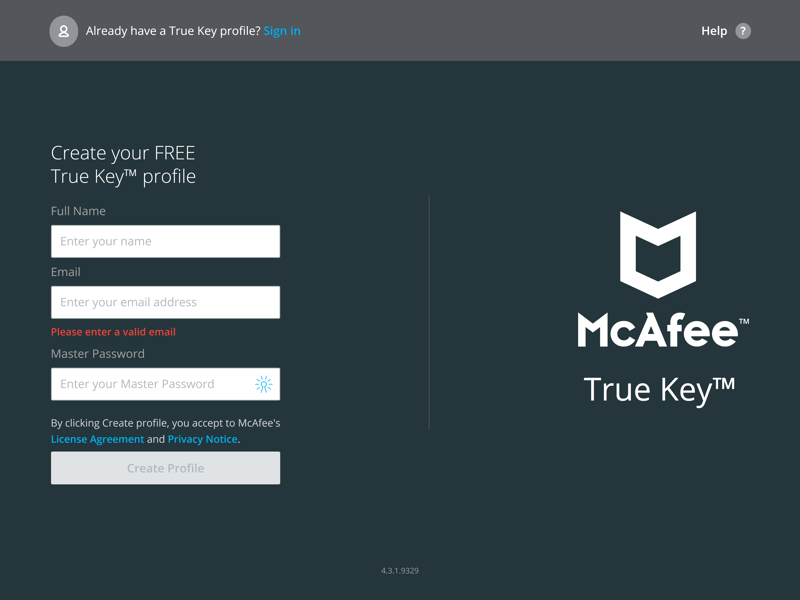 Already have a True Key profile? Sign in
Help ?
Create your FREE
True Key™ profile
Full Name
Enter your name
Email
Enter your email address
Please enter a valid email
Master Password
Enter your Master Password
By clicking Create profile, you accept to McAfee's
License Agreement and Privacy Notice.
Create Profile
McAfee™
True Key™
4.3.1.9329